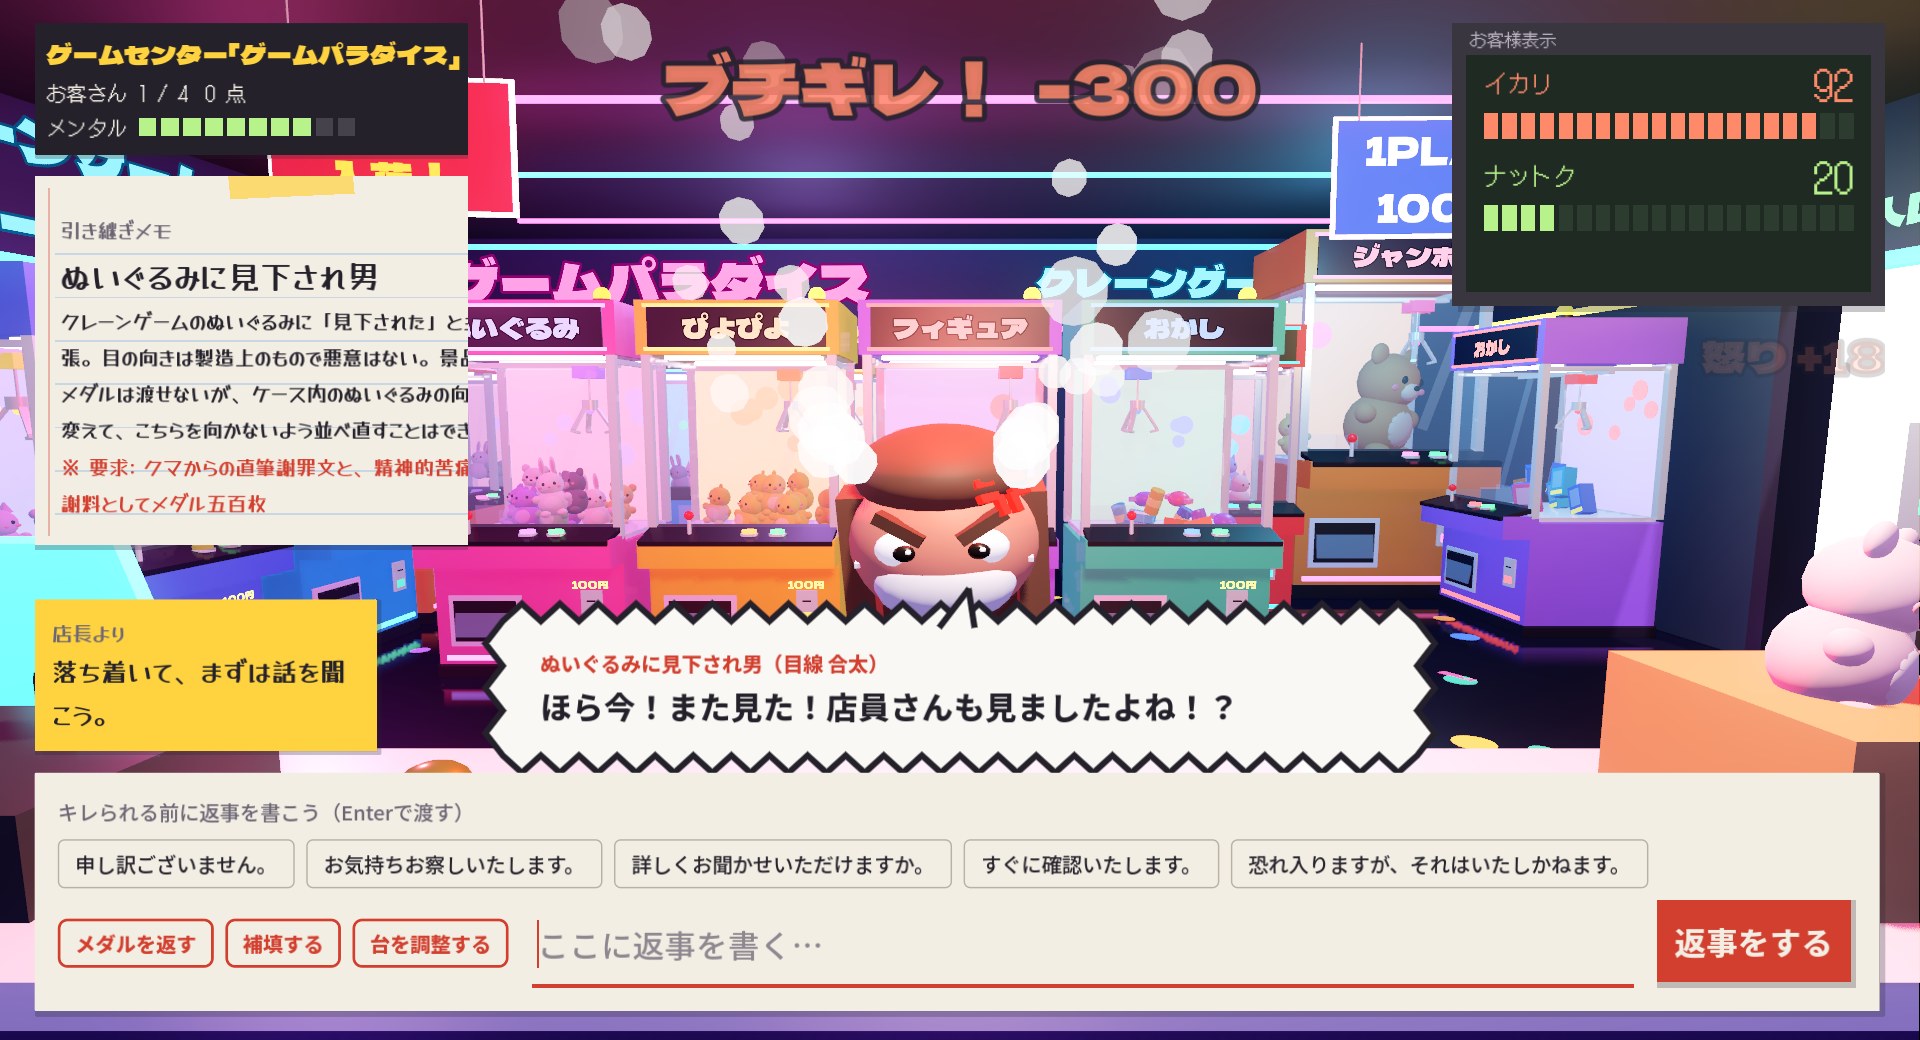 ゲームセンター「ゲームパラダイス」
お客さん 1/4 0点
メンタル
引き継ぎメモ
ぬいぐるみに見下され男
クレーンゲームのぬいぐるみに「見下された」と
張。目の向きは製造上のもので悪意はない。景品
メダルは渡せないが、ケース内のぬいぐるみの向
変えて、こちらを向かないよう並べ直すことはでき
※ 要求: クマからの直筆謝罪文と、精神的苦痛
謝料としてメダル五百枚
店長より
落ち着いて、まずは話を聞
こう。
ブチギレ! -300
お客様表示
イカリ 92
ナットク 20
怒り +18
1PL
100
ゲームパラダイス
クレーンゲー
ジャンボ
いぐるみ
ぴよぴよ
フィギュア
おかし
おかし
100円
100円
100円
100円
ぬいぐるみに見下され男（目線 合太）
ほら今！また見た！店員さんも見ましたよね！？
キレられる前に返事を書こう（Enterで渡す）
申し訳ございません。
お気持ちお察しいたします。
詳しくお聞かせいただけますか。
すぐに確認いたします。
恐れ入りますが、それはいたしかねます。
メダルを返す
補填する
台を調整する
ここに返事を書く…
返事をする